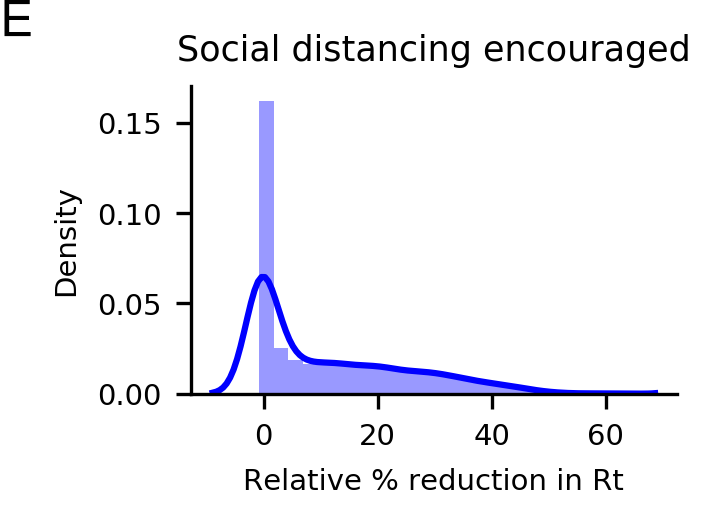 E
Social distancing encouraged
0.15
0.10
0.05
0.00
Density
0
20
40
60
Relative % reduction in Rt